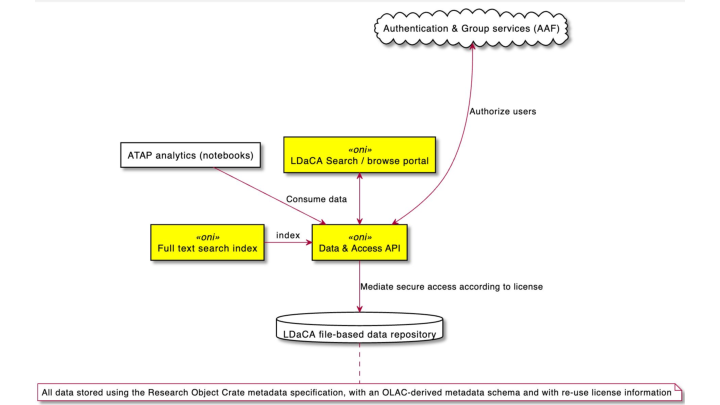 Authentication & Group services (AAF)
Authorize users
ATAP analytics (notebooks)
«oni»
LDaCA Search / browse portal
Consume data
«oni»
Full text search index
index
«oni»
Data & Access API
Mediate secure access according to license
LDaCA file-based data repository
All data stored using the Research Object Crate metadata specification, with an OLAC-derived metadata schema and with re-use license information